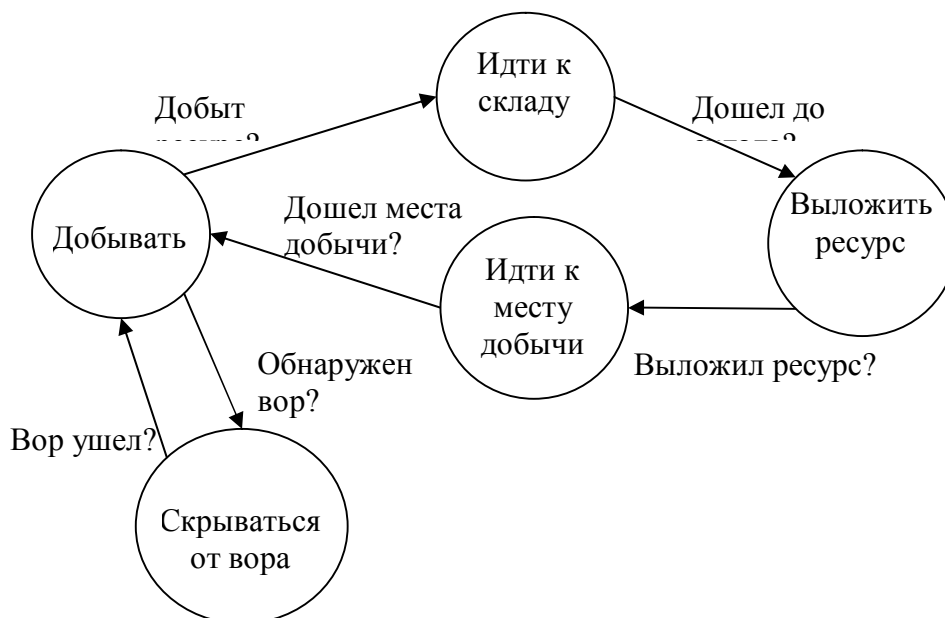 Идти к
складу
Добыт
Дошел до
Добывать
Дошел места
добычи?
Выложить
ресурс
Идти к
месту
добычи
Выложил ресурс?
Обнаружен
вор?
Вор ушел?
Скрываться
от вора